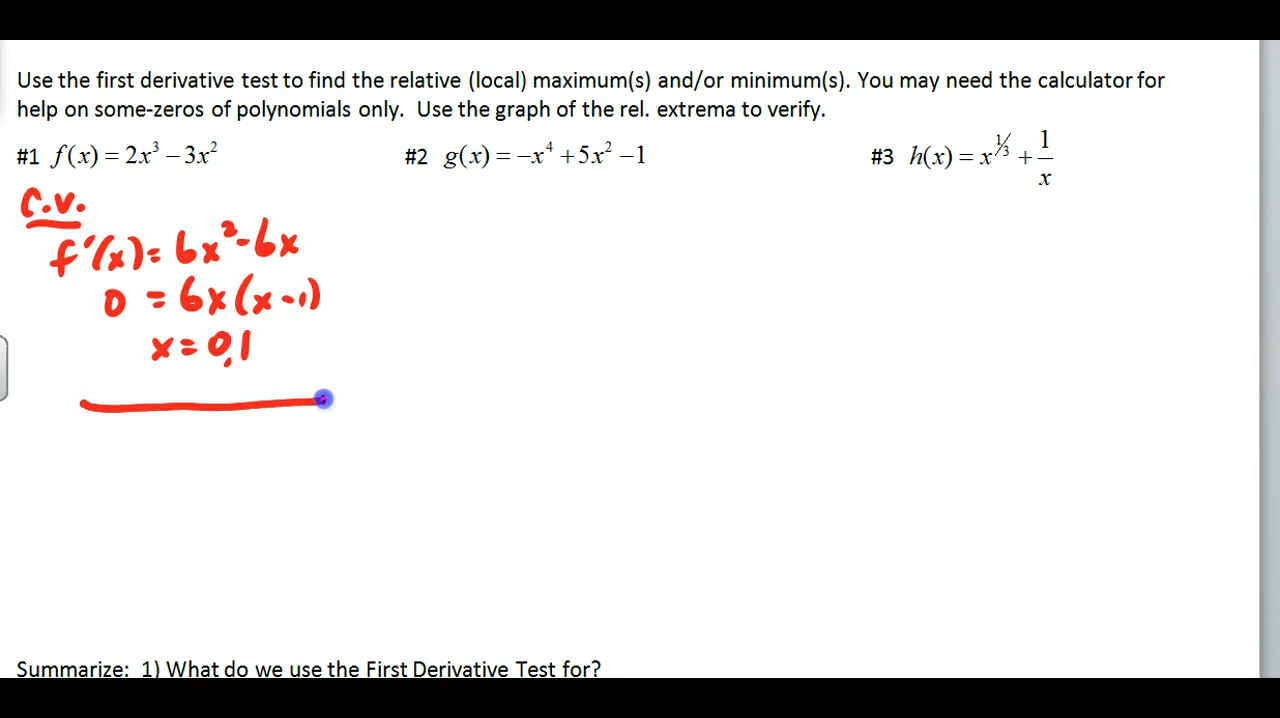 Use the first derivative test to find the relative (local) maximum(s) and/or minimum(s). You may need the calculator for
help on some-zeros of polynomials only. Use the graph of the rel. extrema to verify.
#1 f(x) = 2x³ – 3x²
#2 g(x) = –x⁴ + 5x² – 1
#3 h(x) = x^{1/3} + 1/x
C.V.
f'(x) = 6x² - 6x
0 = 6x(x - 1)
x = 0,1
Summarize: 1) What do we use the First Derivative Test for?